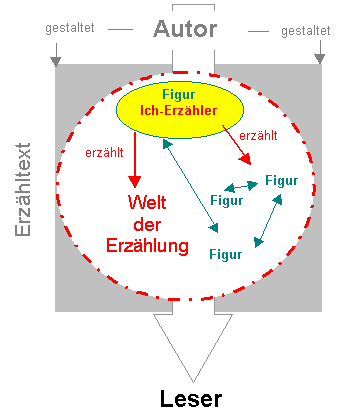 Autor
gestaltet
gestaltet
Figur
Ich-Erzähler
erzählt
erzählt
Erzähltext
Welt
der
Erzählung
Figur
Figur
Figur
Leser